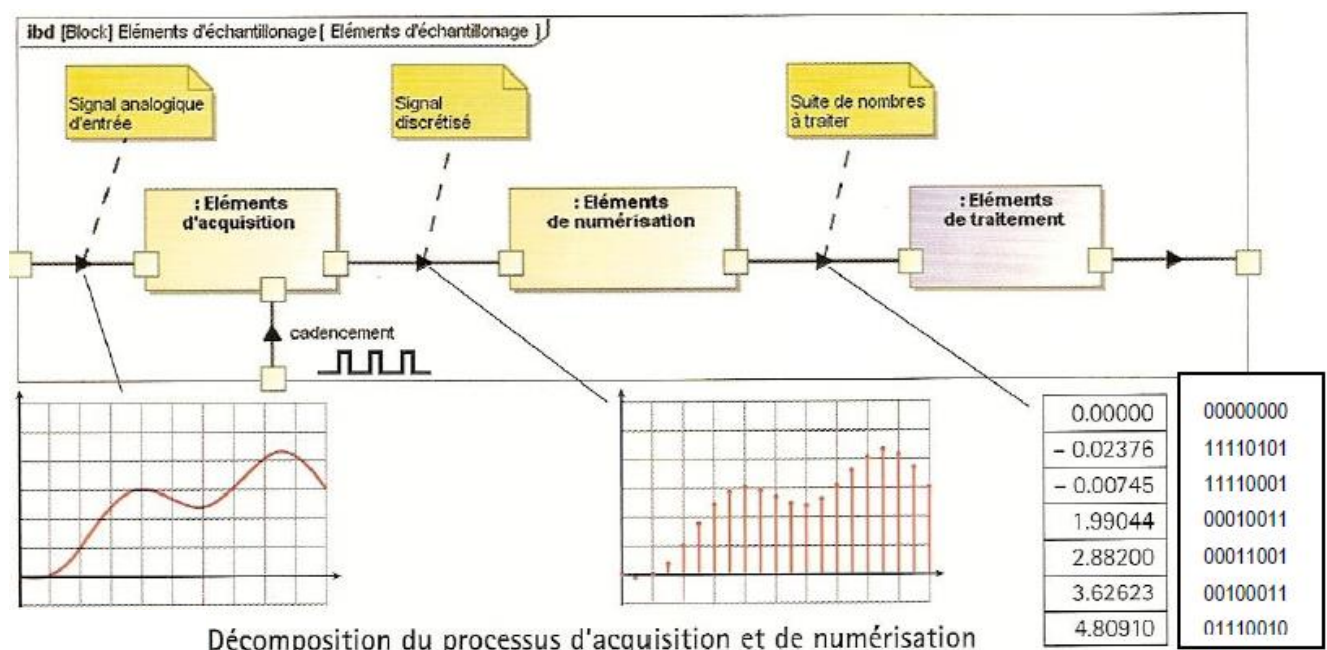 ibd [Block] Eléments d'échantillonage [ Eléments d'échantillonage ]
Signal analogique
d'entrée
Signal
discrétisé
Suite de nombres
à traiter
: Eléments
d'acquisition
: Eléments
de numérisation
: Eléments
de traitement
cadencement
0.00000 00000000
– 0.02376 11110101
– 0.00745 11110001
1.99044 00010011
2.88200 00011001
3.62623 00100011
4.80910 01110010
Décomposition du processus d'acquisition et de numérisation